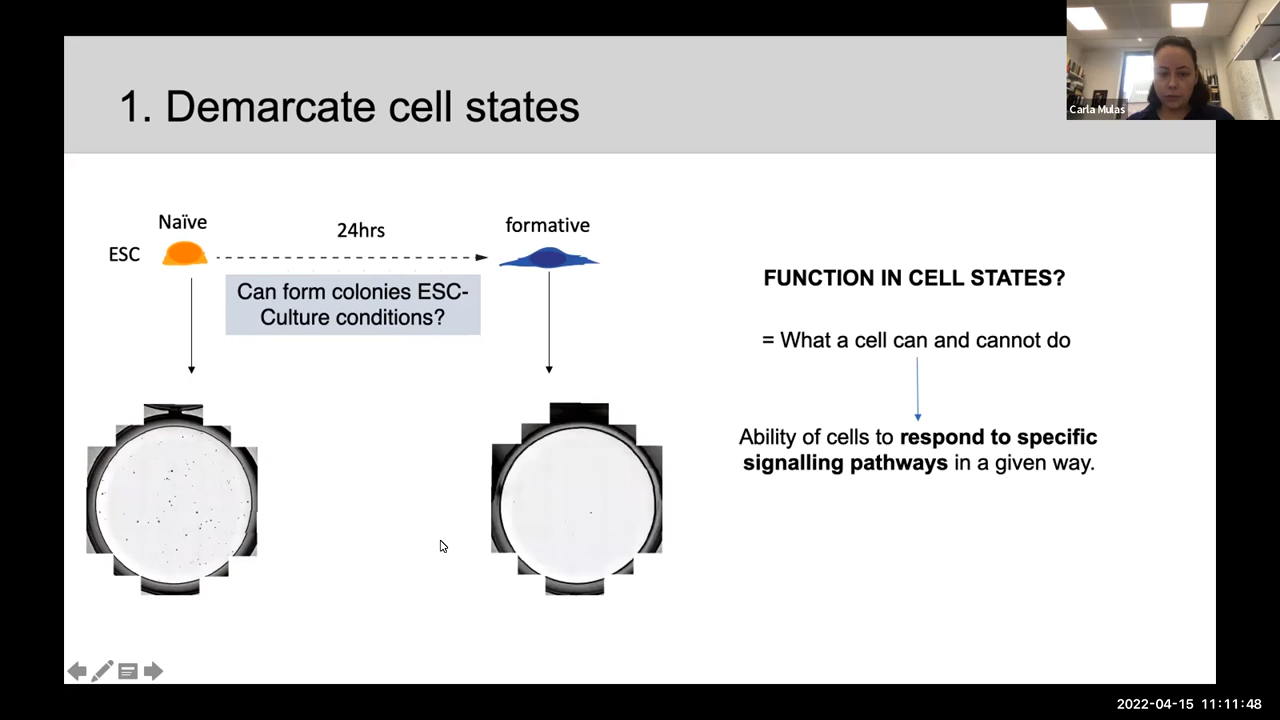 Carla Mulas
1. Demarcate cell states
Naïve
24hrs
formative
ESC
Can form colonies ESC-
Culture conditions?
FUNCTION IN CELL STATES?
= What a cell can and cannot do
Ability of cells to respond to specific
signalling pathways in a given way.
2022-04-15 11:11:48